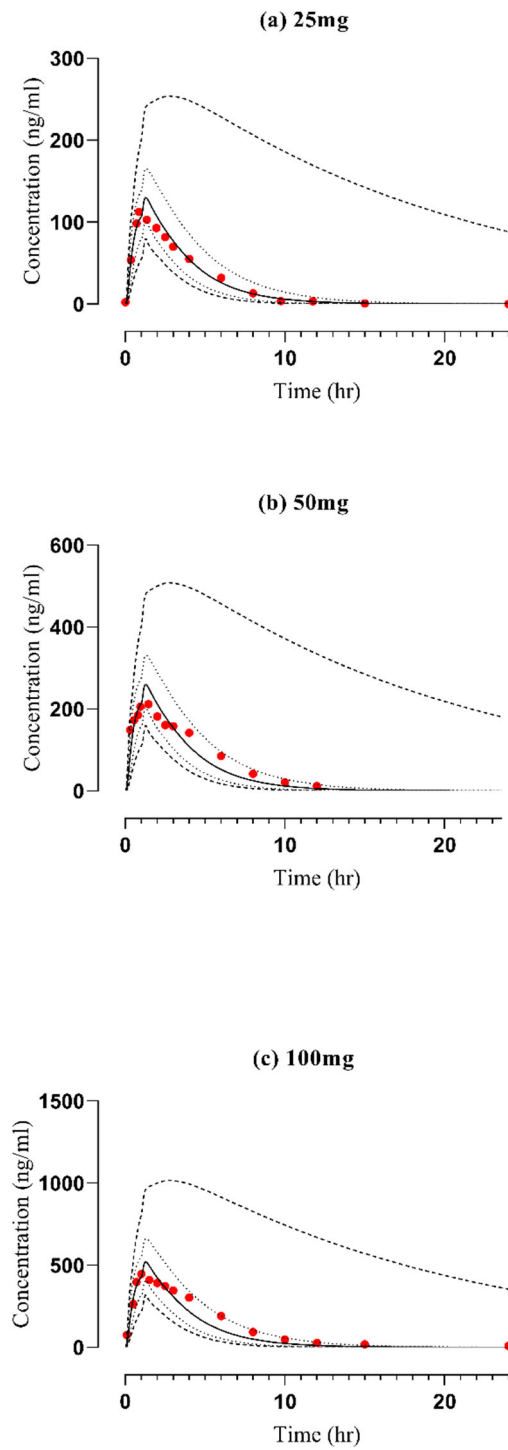 (a) 25mg
300
200
100
0
Concentration (ng/ml)
0 10 20
Time (hr)
(b) 50mg
600
400
200
0
Concentration (ng/ml)
0 10 20
Time (hr)
(c) 100mg
1500
1000
500
0
Concentration (ng/ml)
0 10 20
Time (hr)